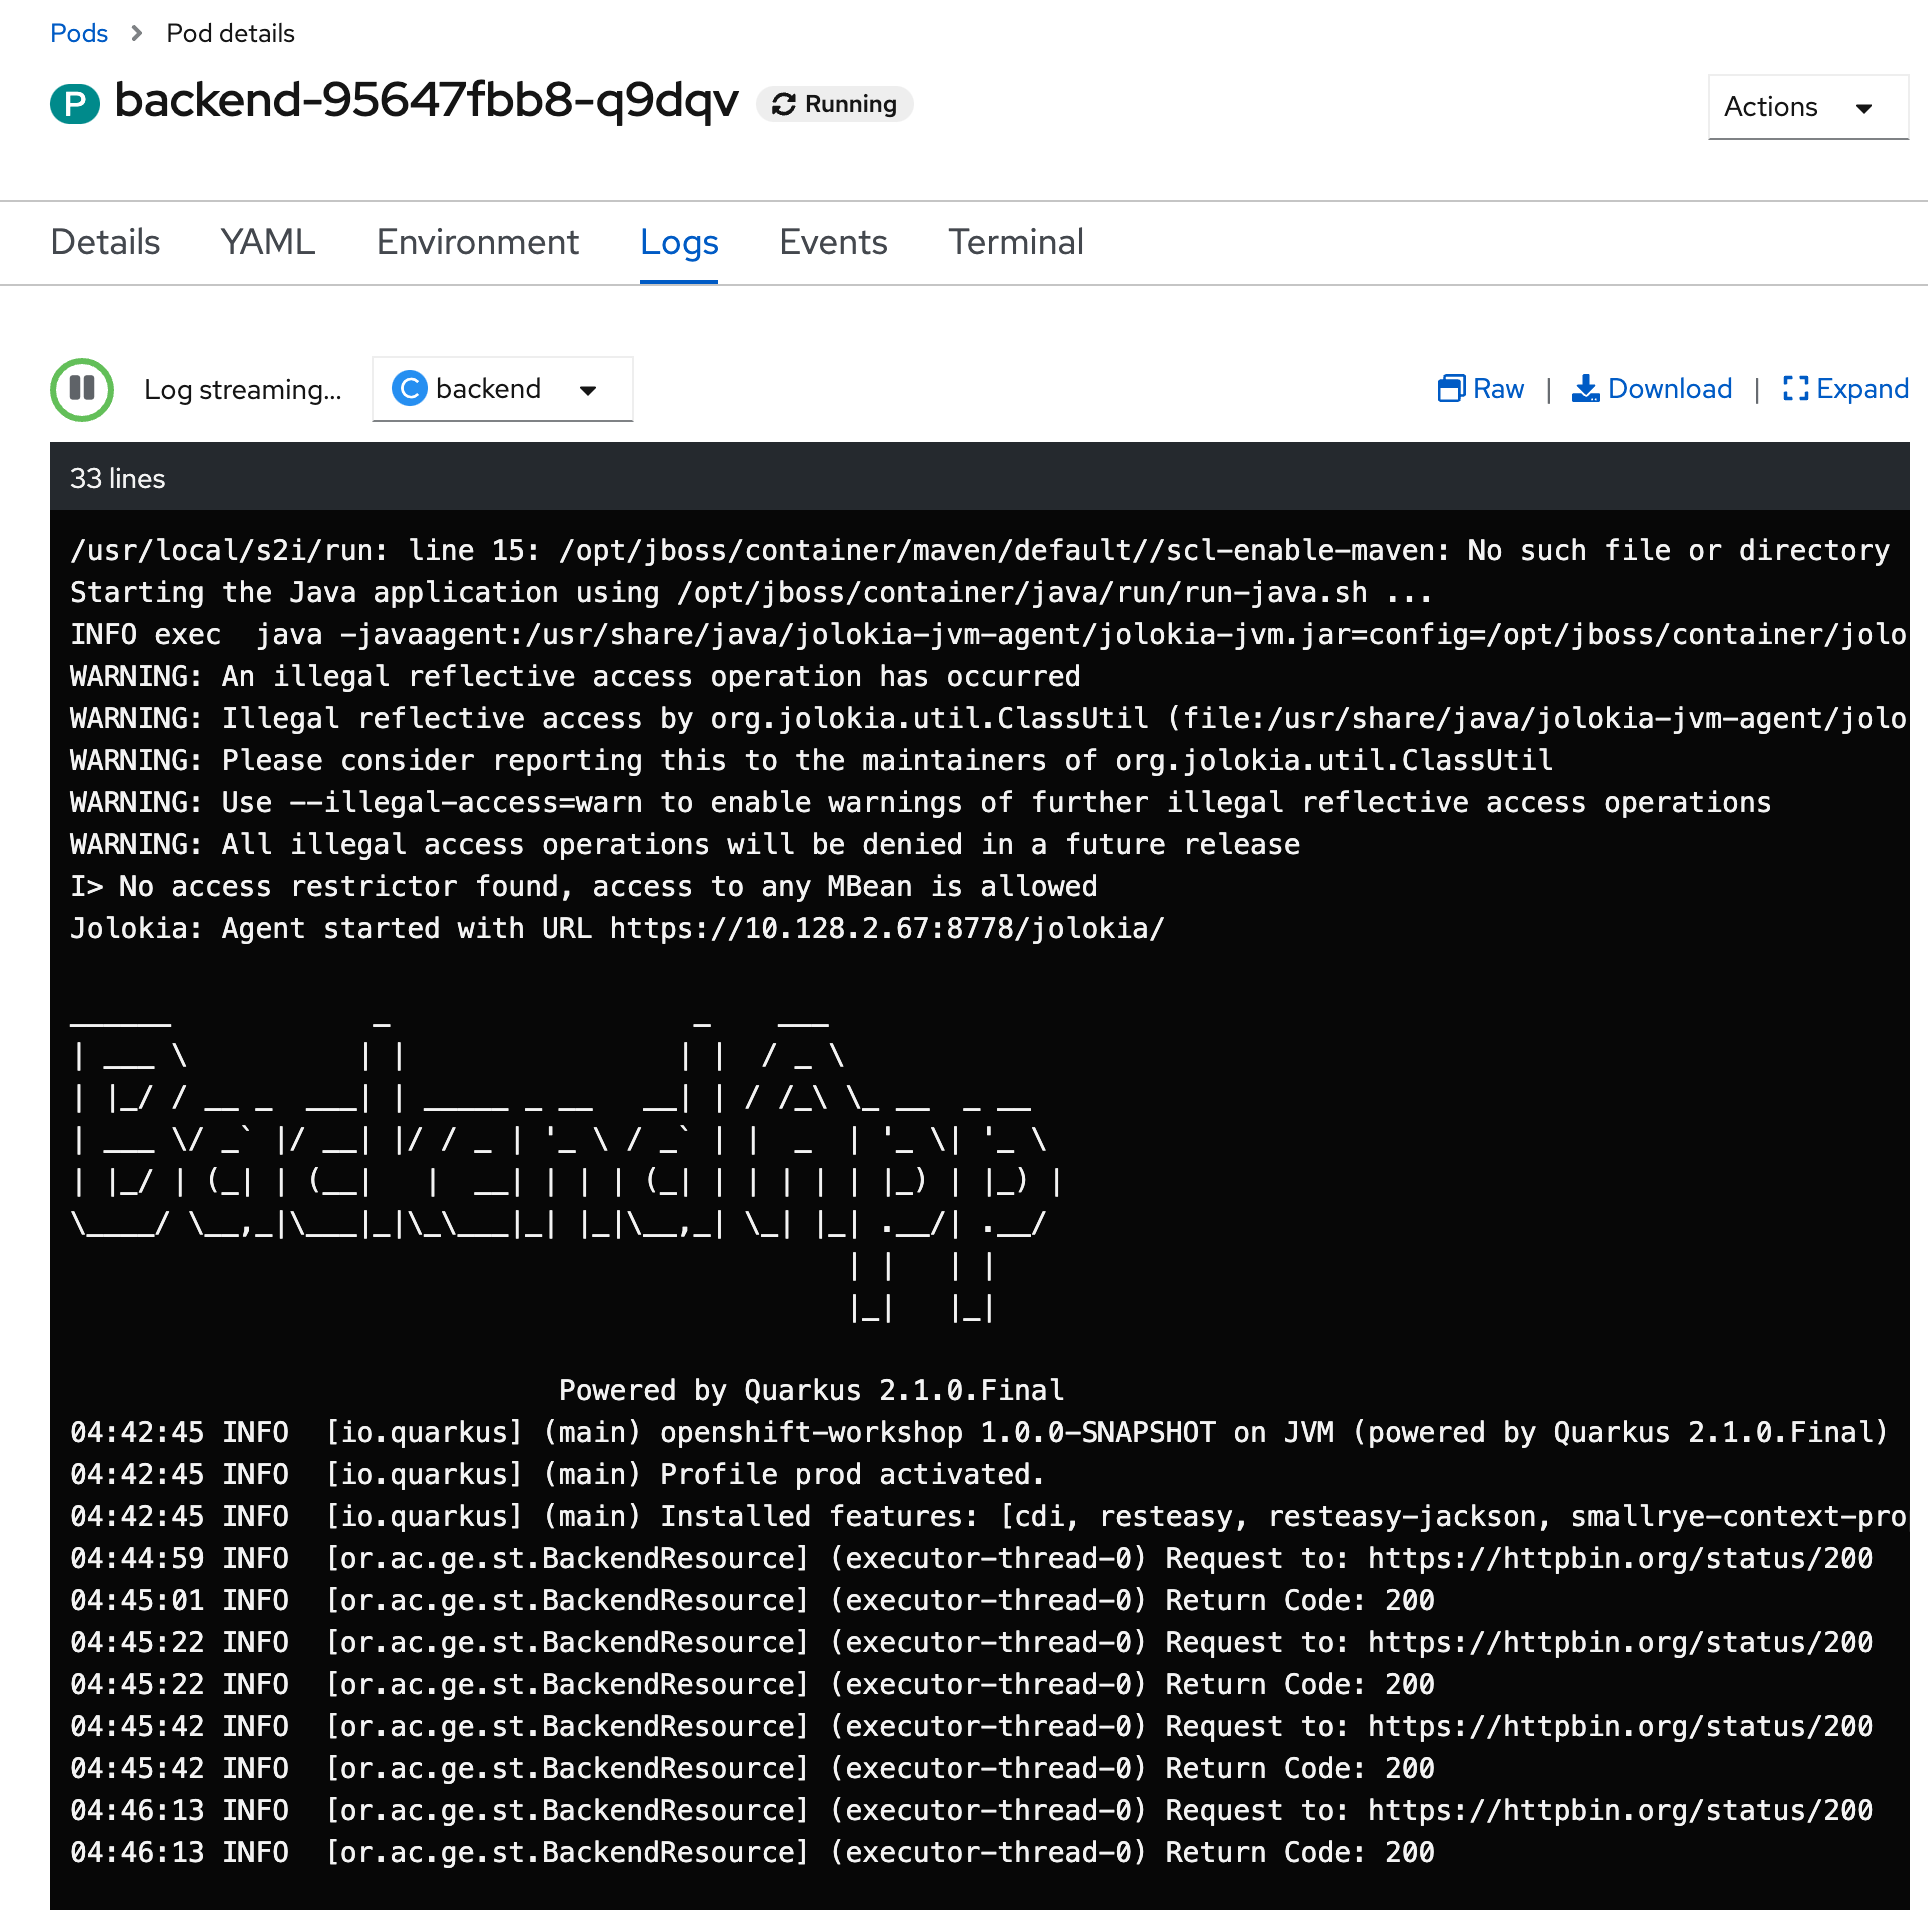 Pods > Pod details
P backend-95647fbb8-q9dqv Running
Actions
Details YAML Environment Logs Events Terminal
Log streaming... C backend Raw | Download | Expand
33 lines
/usr/local/s2i/run: line 15: /opt/jboss/container/maven/default//scl-enable-maven: No such file or directory
Starting the Java application using /opt/jboss/container/java/run/run-java.sh ...
INFO exec  java -javaagent:/usr/share/java/jolokia-jvm-agent/jolokia-jvm.jar=config=/opt/jboss/container/jolo
WARNING: An illegal reflective access operation has occurred
WARNING: Illegal reflective access by org.jolokia.util.ClassUtil (file:/usr/share/java/jolokia-jvm-agent/jolo
WARNING: Please consider reporting this to the maintainers of org.jolokia.util.ClassUtil
WARNING: Use --illegal-access=warn to enable warnings of further illegal reflective access operations
WARNING: All illegal access operations will be denied in a future release
I> No access restrictor found, access to any MBean is allowed
Jolokia: Agent started with URL https://10.128.2.67:8778/jolokia/
BackendApp
Powered by Quarkus 2.1.0.Final
04:42:45 INFO  [io.quarkus] (main) openshift-workshop 1.0.0-SNAPSHOT on JVM (powered by Quarkus 2.1.0.Final)
04:42:45 INFO  [io.quarkus] (main) Profile prod activated.
04:42:45 INFO  [io.quarkus] (main) Installed features: [cdi, resteasy, resteasy-jackson, smallrye-context-pro
04:44:59 INFO  [or.ac.ge.st.BackendResource] (executor-thread-0) Request to: https://httpbin.org/status/200
04:45:01 INFO  [or.ac.ge.st.BackendResource] (executor-thread-0) Return Code: 200
04:45:22 INFO  [or.ac.ge.st.BackendResource] (executor-thread-0) Request to: https://httpbin.org/status/200
04:45:22 INFO  [or.ac.ge.st.BackendResource] (executor-thread-0) Return Code: 200
04:45:42 INFO  [or.ac.ge.st.BackendResource] (executor-thread-0) Request to: https://httpbin.org/status/200
04:45:42 INFO  [or.ac.ge.st.BackendResource] (executor-thread-0) Return Code: 200
04:46:13 INFO  [or.ac.ge.st.BackendResource] (executor-thread-0) Request to: https://httpbin.org/status/200
04:46:13 INFO  [or.ac.ge.st.BackendResource] (executor-thread-0) Return Code: 200